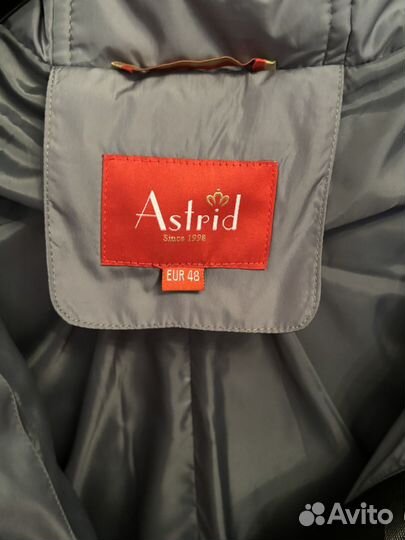 Astrid
Since 1998
EUR 48
Avito